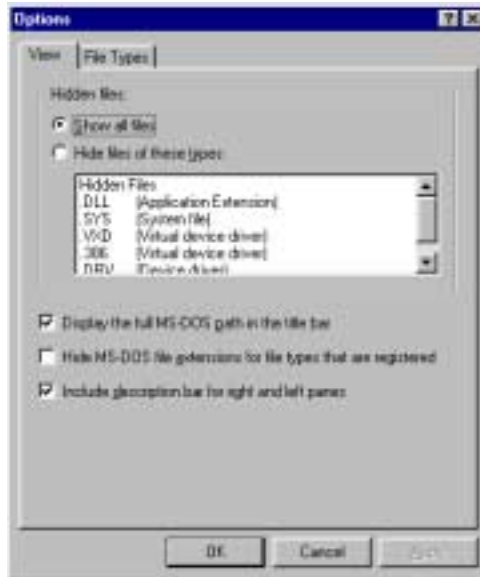 Options
View
File Types
Hidden files:
Show all files
Hide files of these types:
Hidden Files
.DLL (Application Extension)
.SYS (System file)
.VXD (Virtual device driver)
.386 (Virtual device driver)
.DRV (Device driver)
Display the full MS-DOS path in the title bar
Hide MS-DOS file extensions for file types that are registered
Include description bar for right and left panes
OK
Cancel
Apply